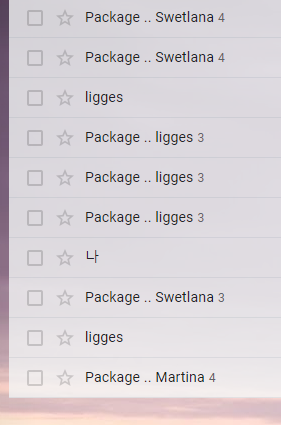 Package .. Swetlana 4
Package .. Swetlana 4
ligges
Package .. ligges 3
Package .. ligges 3
Package .. ligges 3
나
Package .. Swetlana 3
ligges
Package .. Martina 4